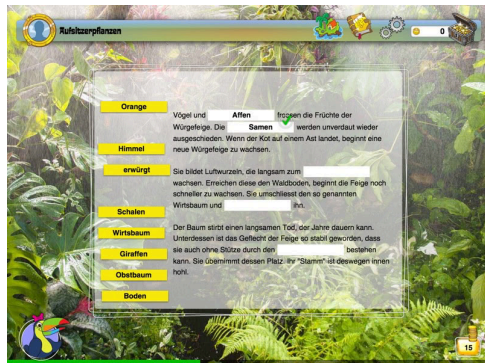 Aufsitzerpflanzen
0
Orange
Himmel
erwürgt
Schalen
Wirtsbaum
Giraffen
Obstbaum
Boden
Vögel und Affen fressen die Früchte der
Würgefeige. Die Samen werden unverdaut wieder
ausgeschieden. Wenn der Kot auf einem Ast landet, beginnt eine
neue Würgefeige zu wachsen.
Sie bildet Luftwurzeln, die langsam zum
wachsen. Erreichen diese den Waldboden, beginnt die Feige noch
schneller zu wachsen. Sie umschliesst den so genannten
Wirtsbaum und ihn.
Der Baum stirbt einen langsamen Tod, der Jahre dauern kann.
Unterdessen ist das Geflecht der Feige so stabil geworden, dass
sie auch ohne Stütze durch den bestehen
kann. Sie übernimmt dessen Platz. Ihr "Stamm" ist deswegen innen
hohl.
15